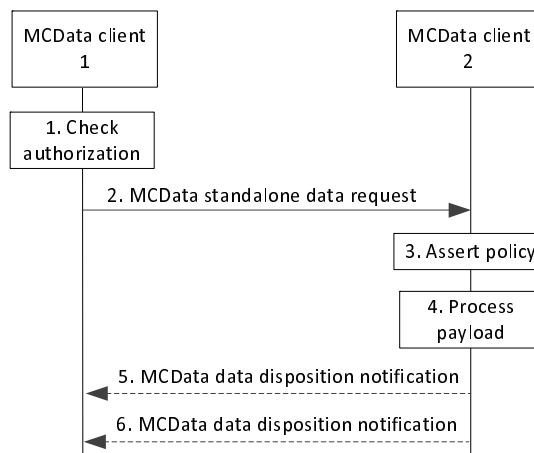 MCData client
1
MCData client
2
1. Check
authorization
2. MCData standalone data request
3. Assert policy
4. Process
payload
5. MCData data disposition notification
6. MCData data disposition notification